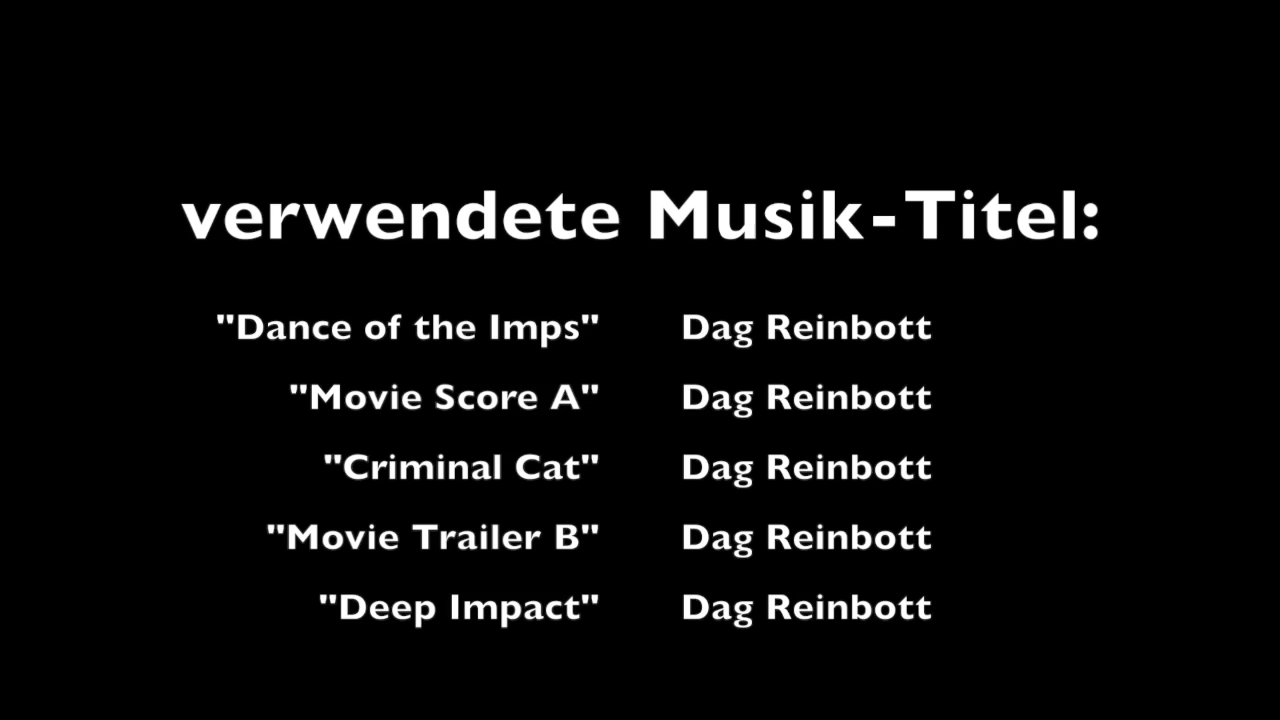 verwendete Musik-Titel:
"Dance of the Imps" Dag Reinbott
"Movie Score A" Dag Reinbott
"Criminal Cat" Dag Reinbott
"Movie Trailer B" Dag Reinbott
"Deep Impact" Dag Reinbott